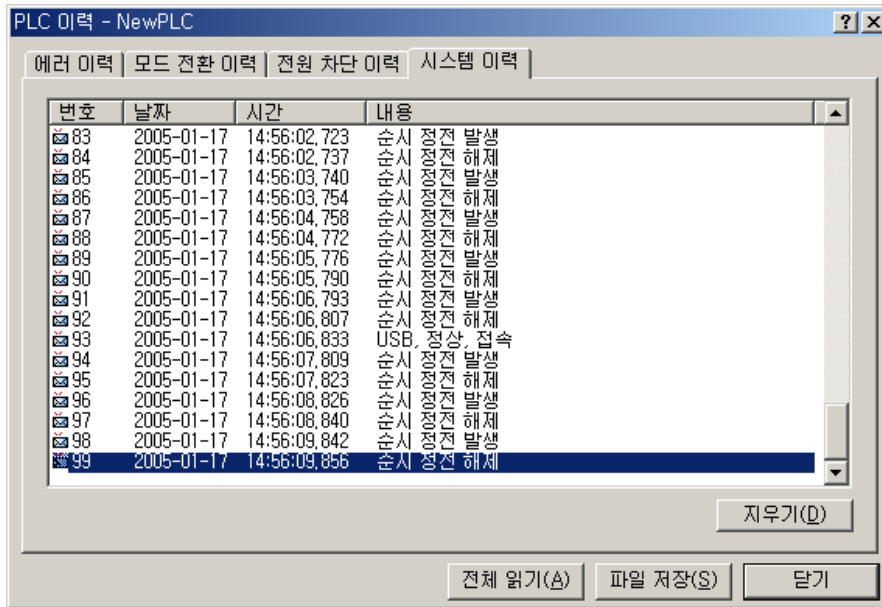 PLC 이력 - NewPLC
에러 이력 모드 전환 이력 전원 차단 이력 시스템 이력
번호 날짜 시간 내용
83 2005-01-17 14:56:02,723 순시 정전 발생
84 2005-01-17 14:56:02,737 순시 정전 해제
85 2005-01-17 14:56:03,740 순시 정전 발생
86 2005-01-17 14:56:03,754 순시 정전 해제
87 2005-01-17 14:56:04,758 순시 정전 발생
88 2005-01-17 14:56:04,772 순시 정전 해제
89 2005-01-17 14:56:05,776 순시 정전 발생
90 2005-01-17 14:56:05,790 순시 정전 해제
91 2005-01-17 14:56:06,793 순시 정전 발생
92 2005-01-17 14:56:06,807 순시 정전 해제
93 2005-01-17 14:56:06,833 USB, 정상, 접속
94 2005-01-17 14:56:07,809 순시 정전 발생
95 2005-01-17 14:56:07,823 순시 정전 해제
96 2005-01-17 14:56:08,826 순시 정전 발생
97 2005-01-17 14:56:08,840 순시 정전 해제
98 2005-01-17 14:56:09,842 순시 정전 발생
99 2005-01-17 14:56:09,856 순시 정전 해제
지우기(D)
전체 읽기(A) 파일 저장(S) 닫기